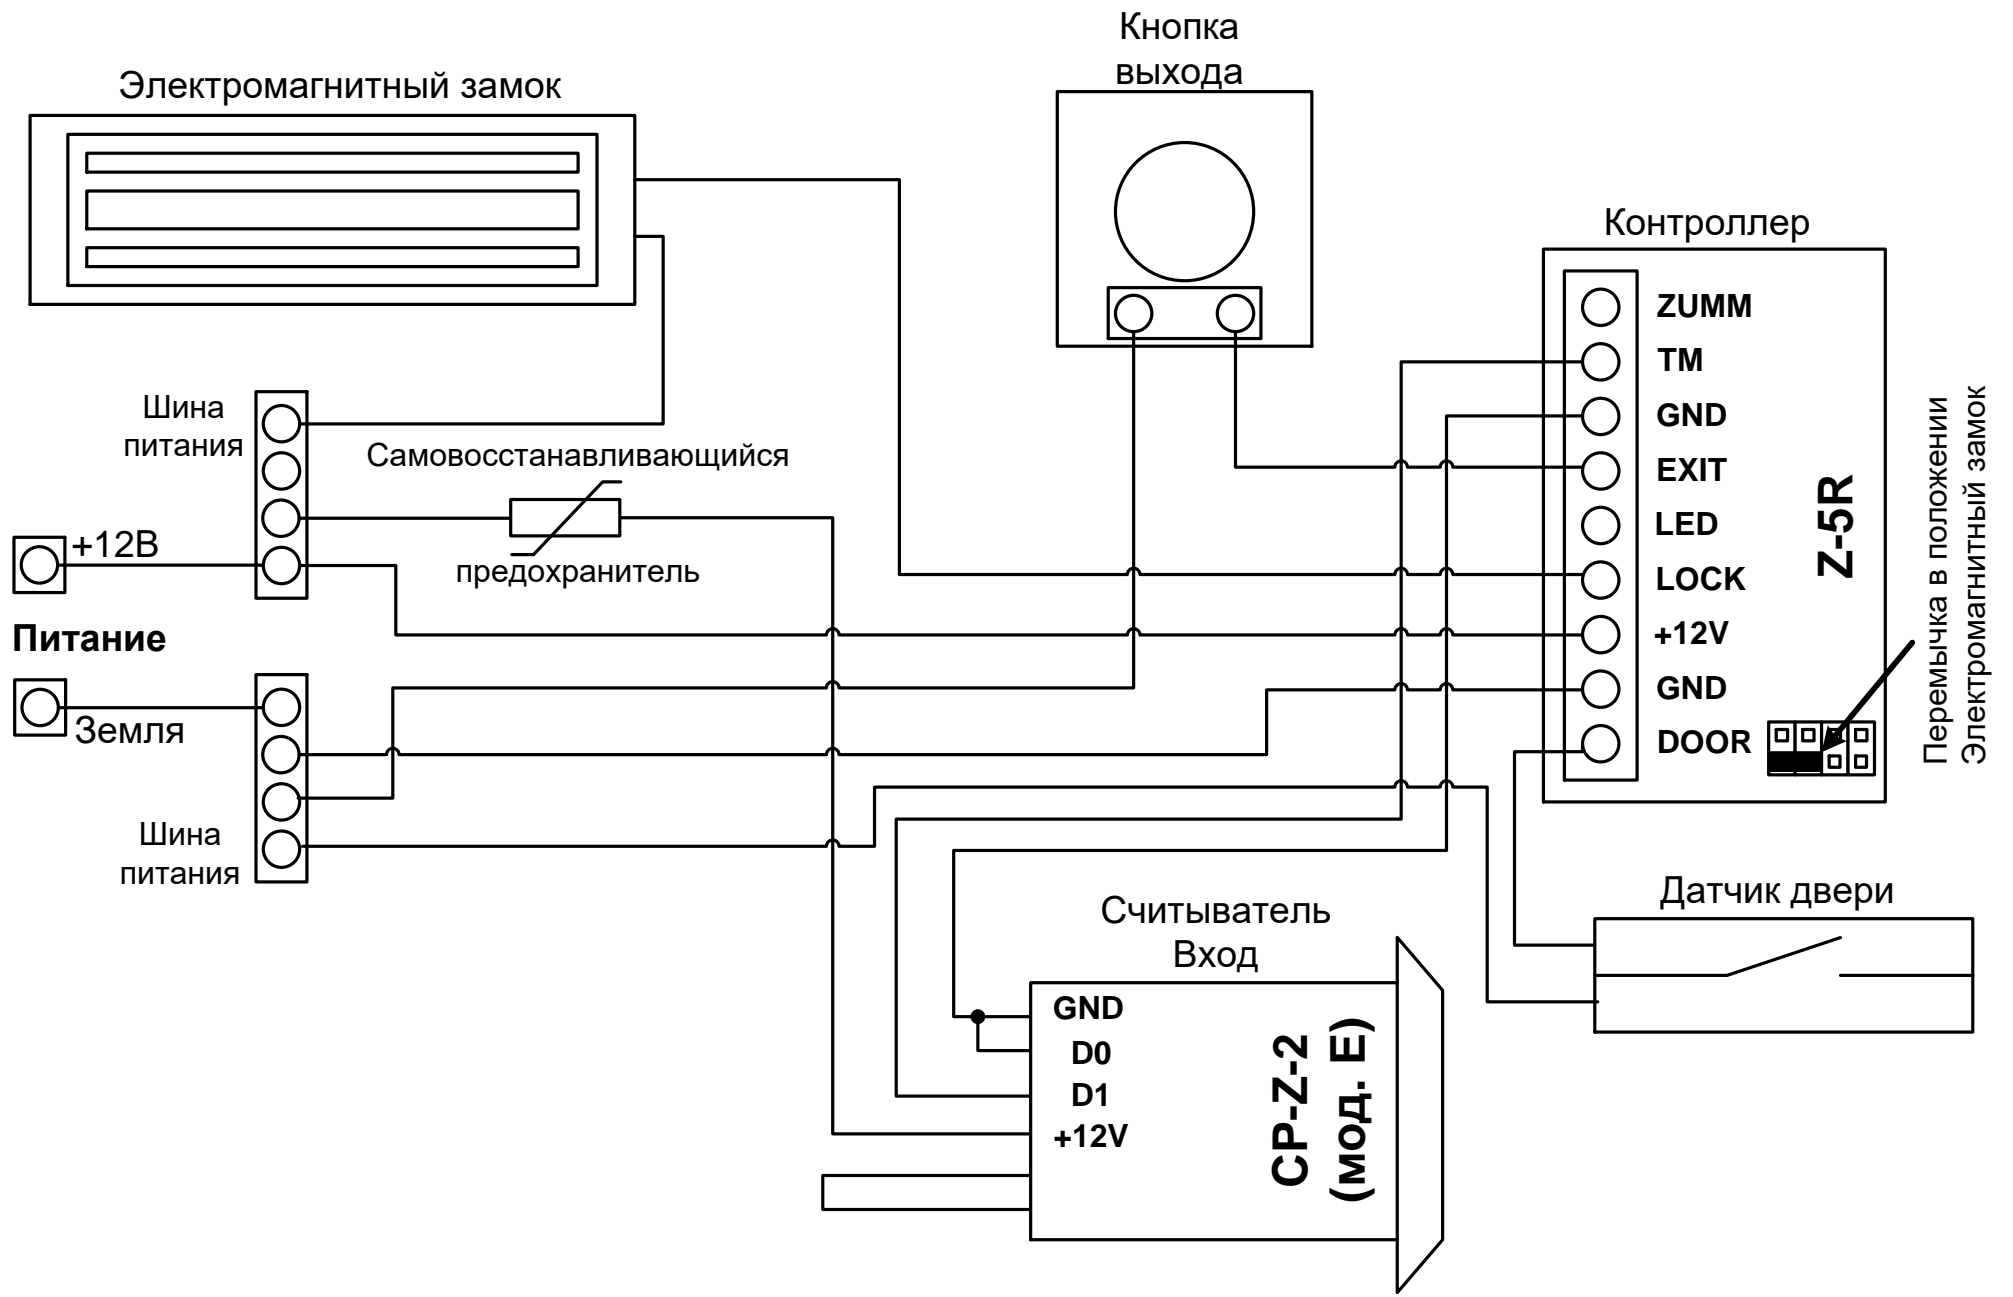 Кнопка
выхода
Электромагнитный замок
Контроллер
ZUMM
TM
GND
EXIT
LED
LOCK
+12V
GND
DOOR
Z-5R
Перемычка в положении
Электромагнитный замок
Шина
питания
Самовосстанавливающийся
предохранитель
+12В
Питание
Земля
Шина
питания
Считыватель
Вход
GND
D0
D1
+12V
CP-Z-2
(мод. E)
Датчик двери